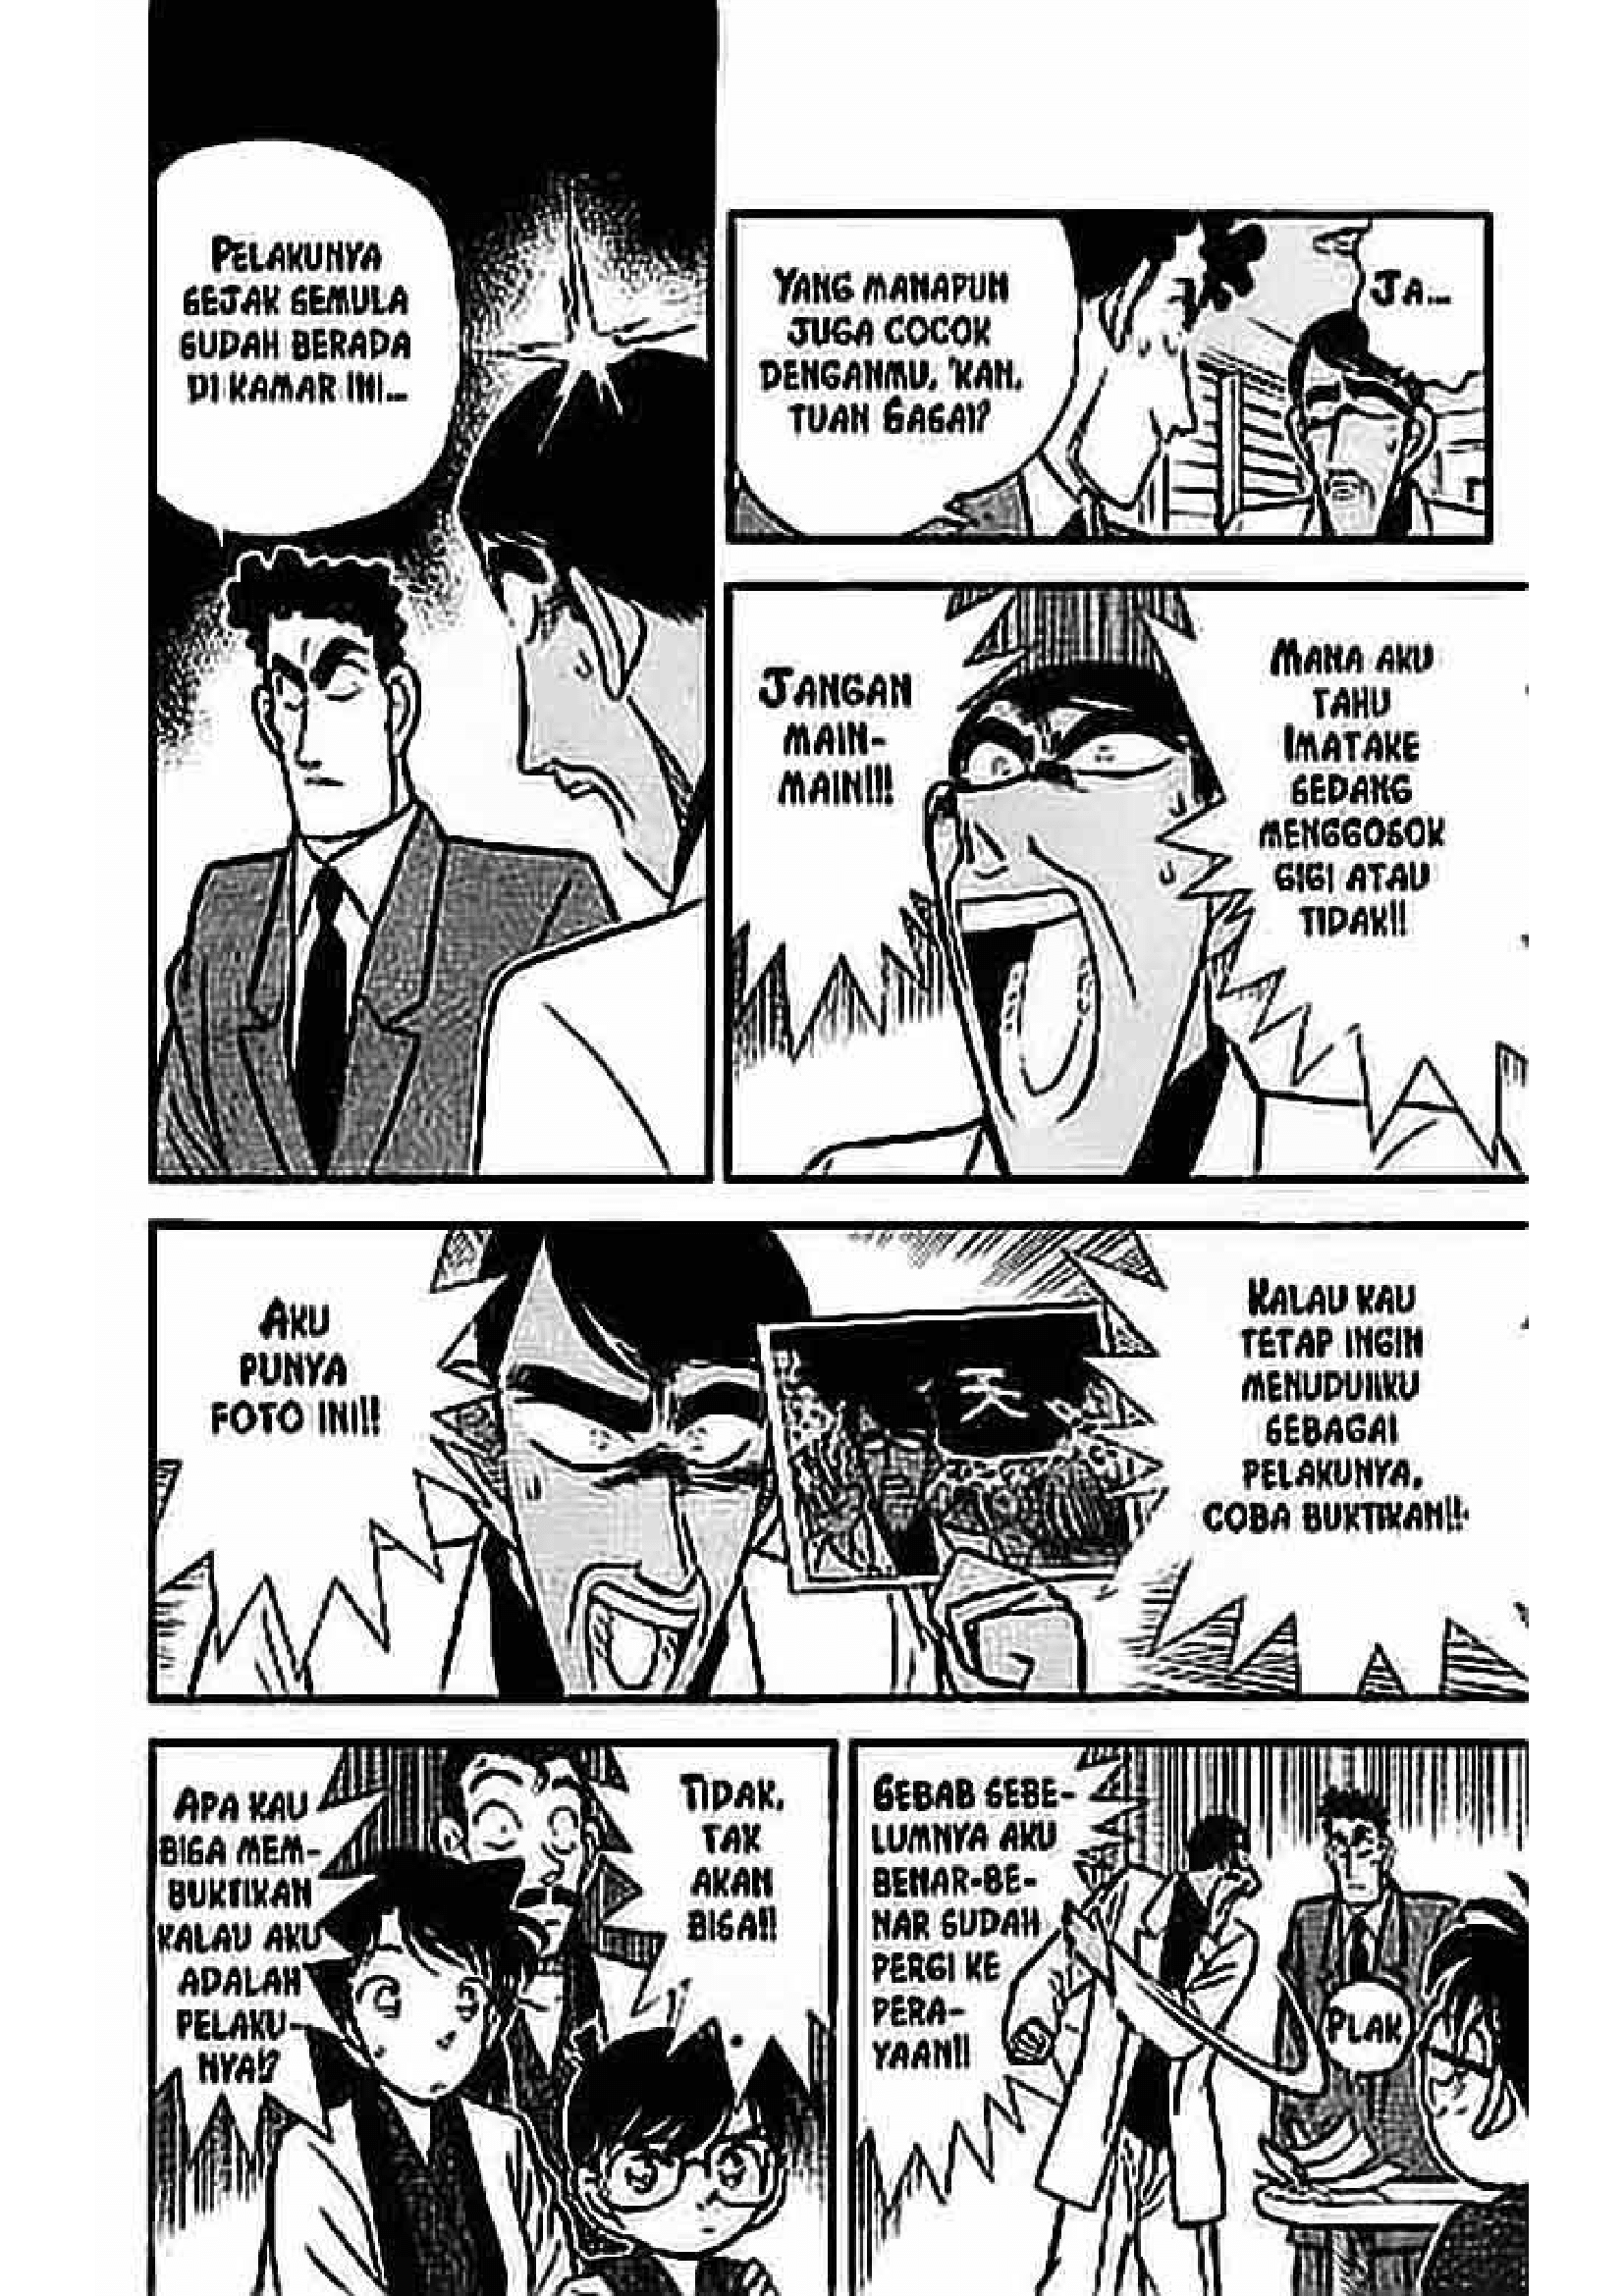 JA...
YANG MANAPUN
JUGA COCOK
DENGANMU, 'KAN,
TUAN SASAI?
MANA AKU
TAHU
IMATAKE
SEDANG
MENGGOSOK
GIGI ATAU
TIDAK!!
JANGAN
MAIN-
MAIN!!!
PELAKUNYA
SEJAK SEMULA
SUDAH BERADA
DI KAMAR INI...
KALAU KAU
TETAP INGIN
MENUDUHKU
SEBAGAI
PELAKUNYA,
COBA BUKTIKAN!!
天
AKU
PUNYA
FOTO INI!!
SEBAB SEBE-
LUMNYA AKU
BENAR-BE-
NAR SUDAH
PERGI KE
PERA-
YAAN!!
PLAK
TIDAK,
TAK
AKAN
BISA!!
APA KAU
BISA MEM-
BUKTIKAN
KALAU AKU
ADALAH
PELAKU-
NYA!?